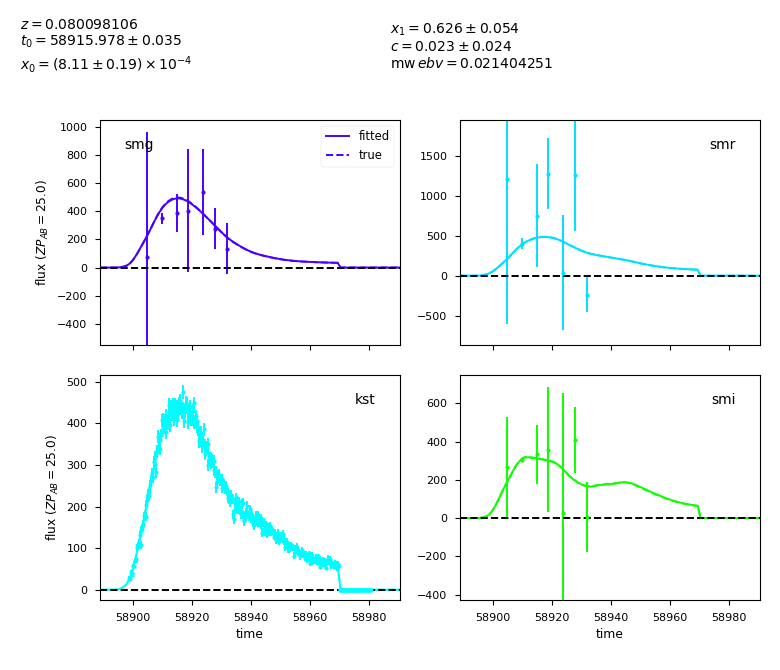 z = 0.080098106
t₀ = 58915.978 ± 0.035
x₀ = (8.11 ± 0.19) × 10⁻⁴
x₁ = 0.626 ± 0.054
c = 0.023 ± 0.024
mw ebv = 0.021404251
smg
fitted
true
1000
800
600
400
200
0
−200
−400
flux (ZP_AB = 25.0)
smr
1500
1000
500
0
−500
kst
500
400
300
200
100
0
flux (ZP_AB = 25.0)
58900 58920 58940 58960 58980
time
smi
600
400
200
0
−200
−400
58900 58920 58940 58960 58980
time